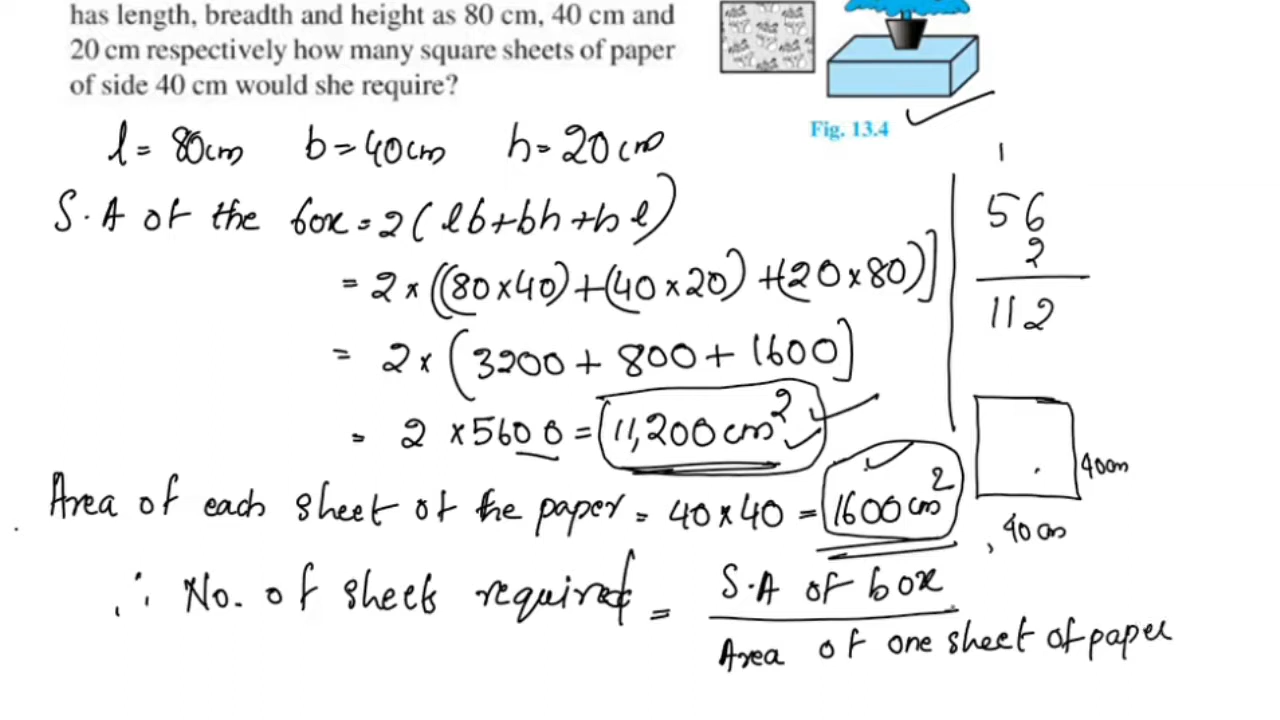 has length, breadth and height as 80 cm, 40 cm and
20 cm respectively how many square sheets of paper
of side 40 cm would she require?
Fig. 13.4
l = 80cm b = 40cm h = 20cm
S.A of the box = 2 ( lb+bh+hl)
= 2 × ((80×40)+(40×20)+(20×80)]
= 2 × (3200 + 800 + 1600]
= 2 × 5600 = 11,200 cm²
1
56
2
112
40cm
40cm
Area of each sheet of the paper = 40×40 = 1600 cm²
∴ No. of sheets required = S.A of box
Area of one sheet of paper